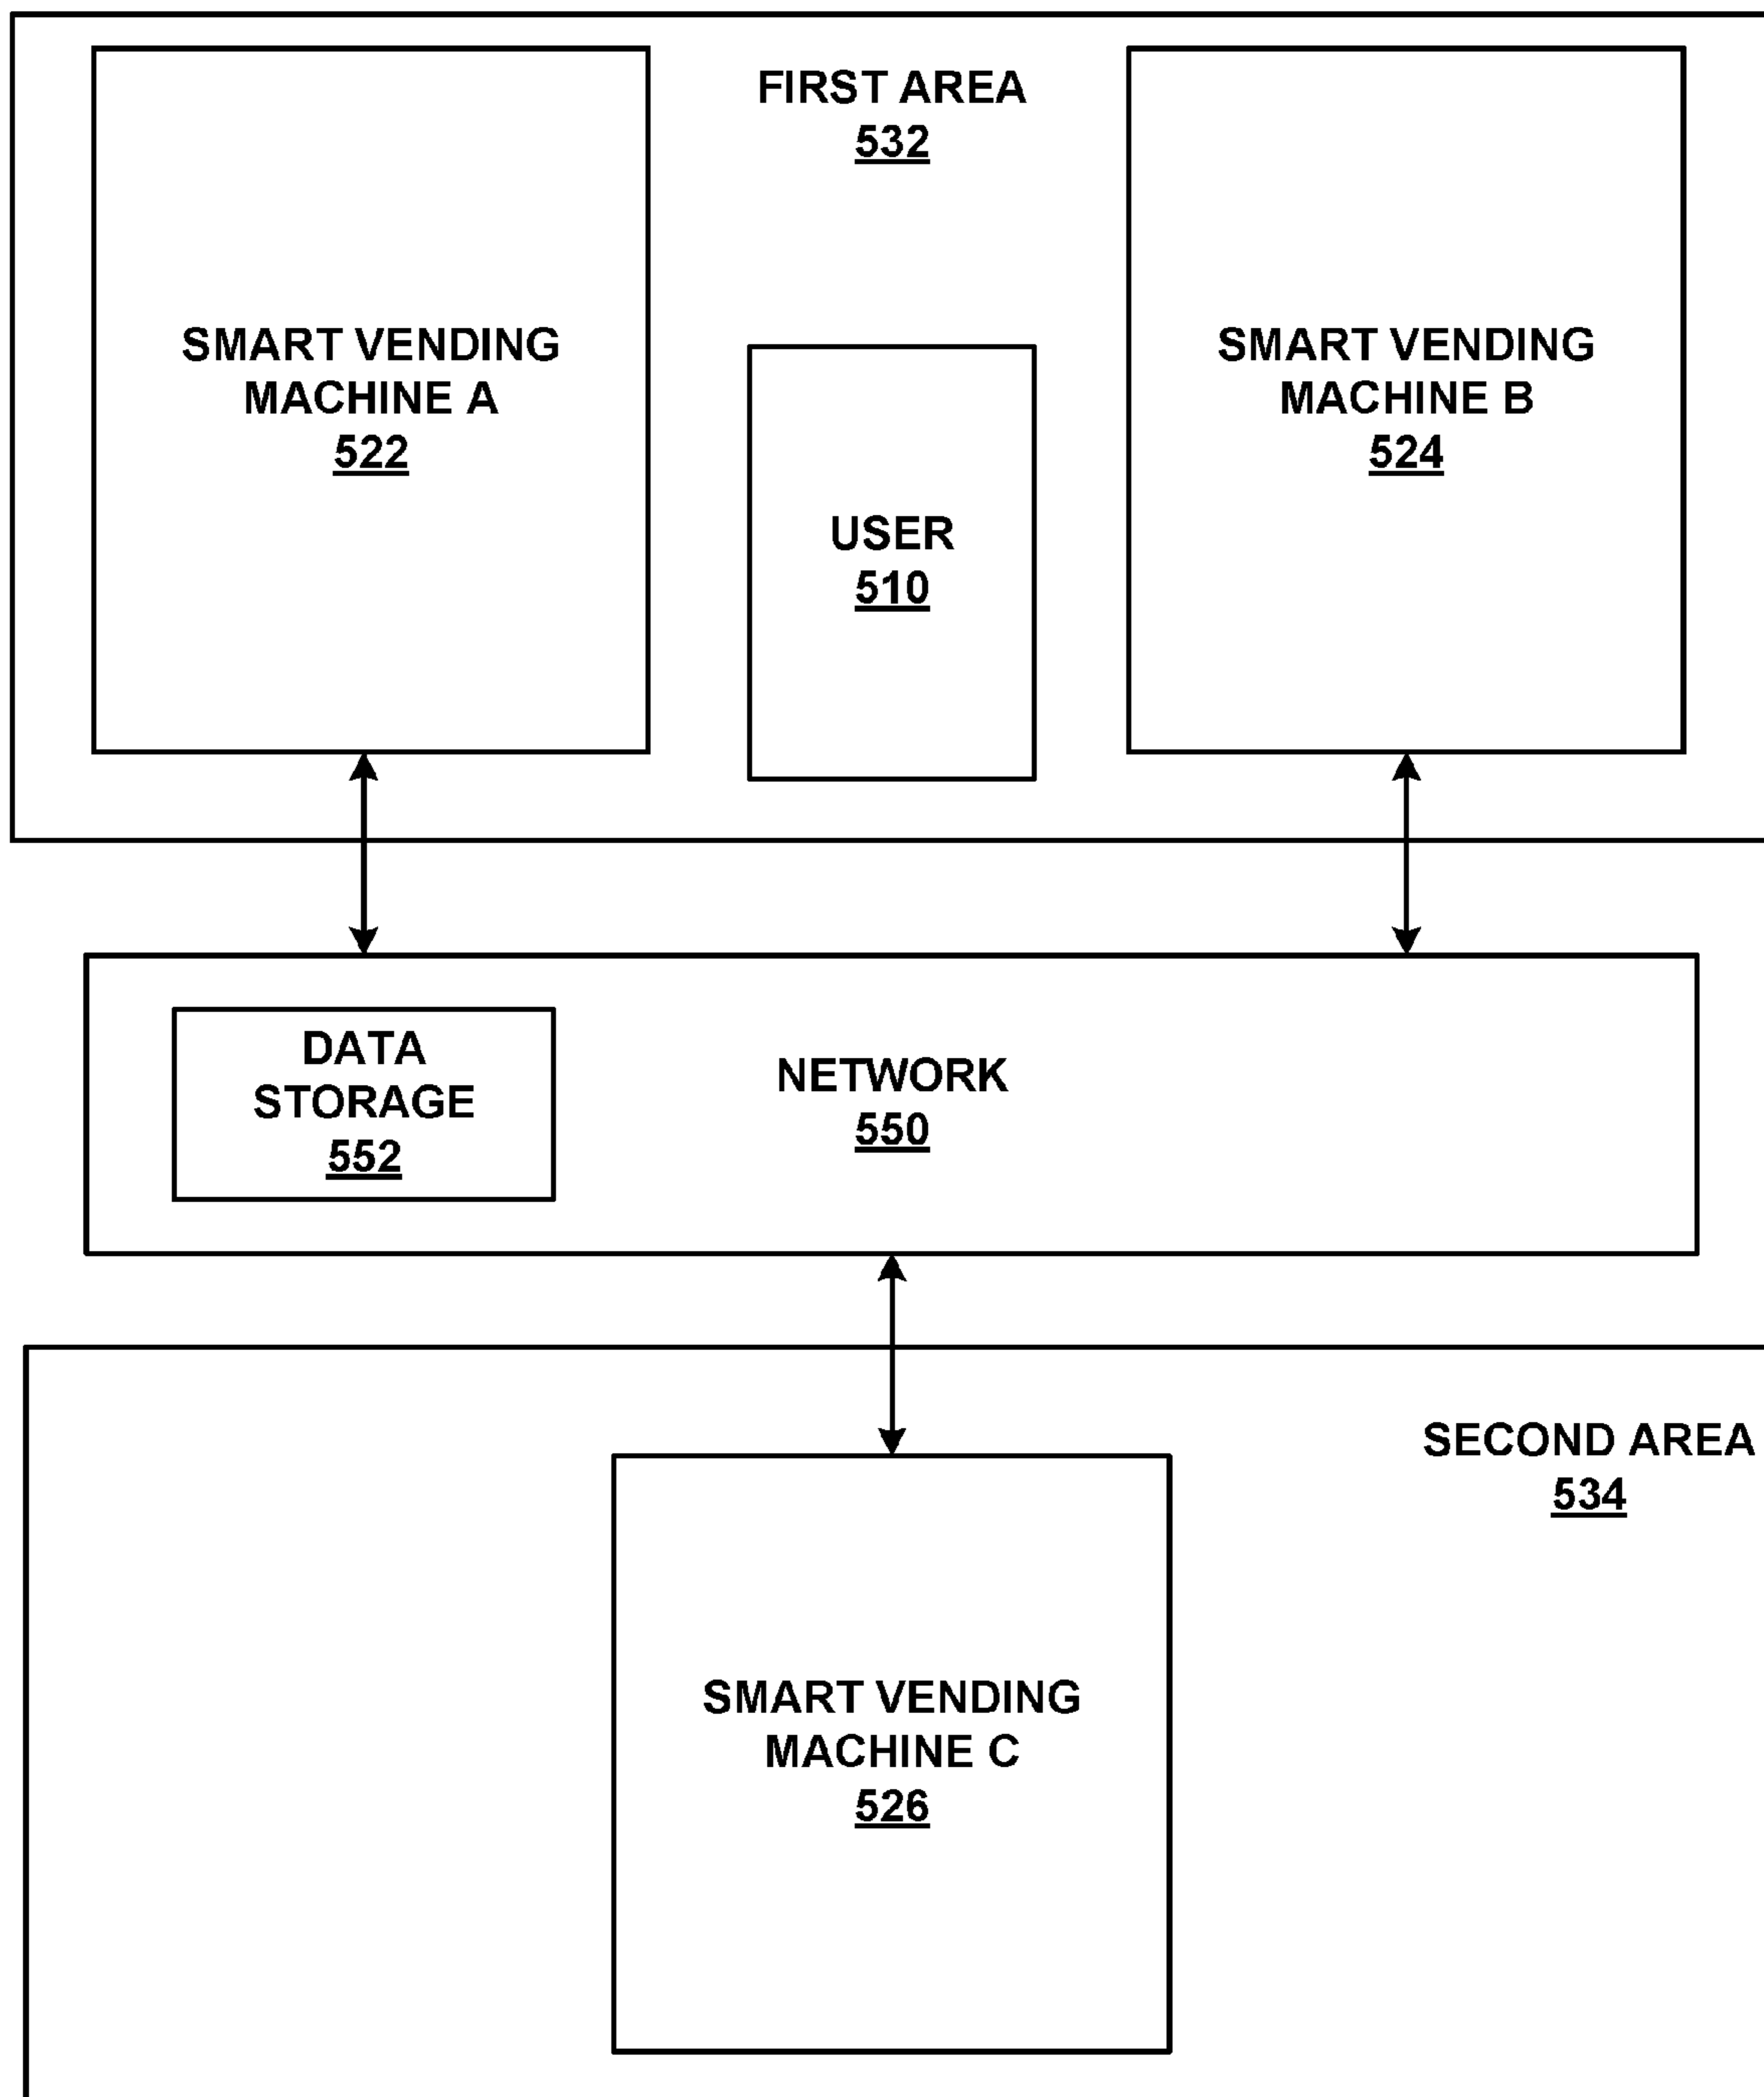 FIRST AREA
532
SMART VENDING
MACHINE A
522
USER
510
SMART VENDING
MACHINE B
524
DATA
STORAGE
552
NETWORK
550
SECOND AREA
534
SMART VENDING
MACHINE C
526